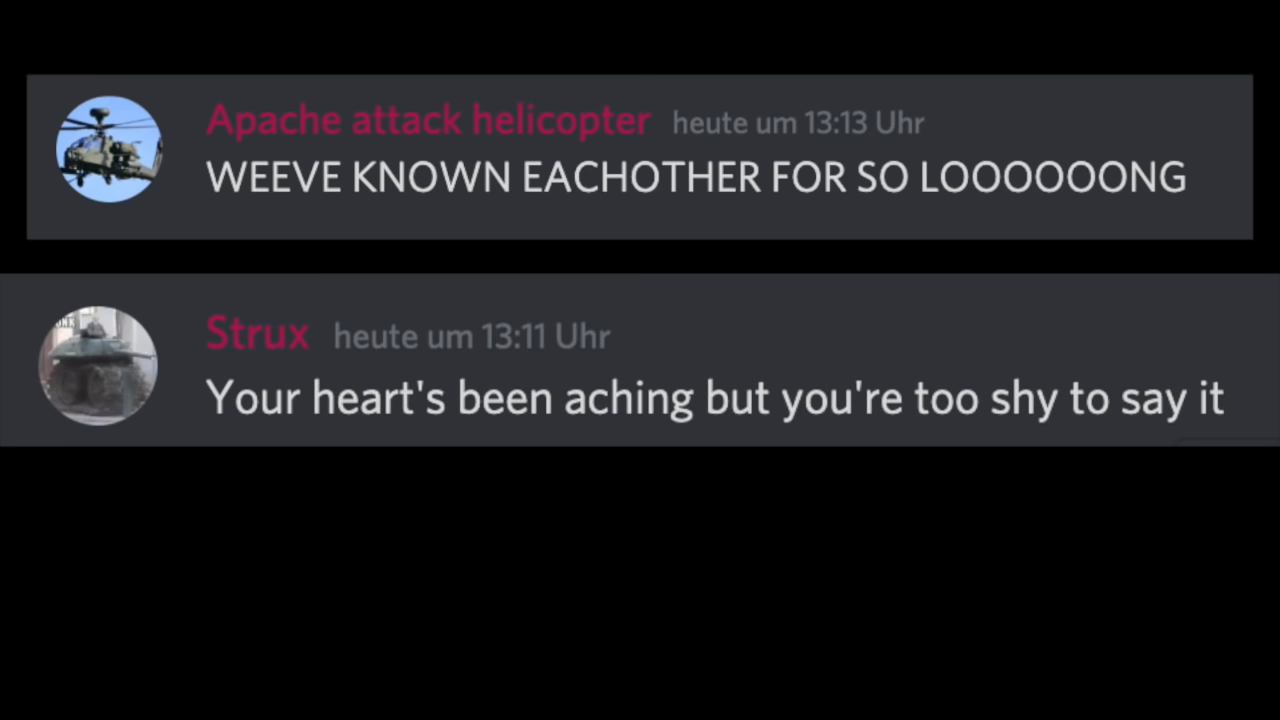 Apache attack helicopter heute um 13:13 Uhr
WEEVE KNOWN EACHOTHER FOR SO LOOOOOONG
Strux heute um 13:11 Uhr
Your heart's been aching but you're too shy to say it